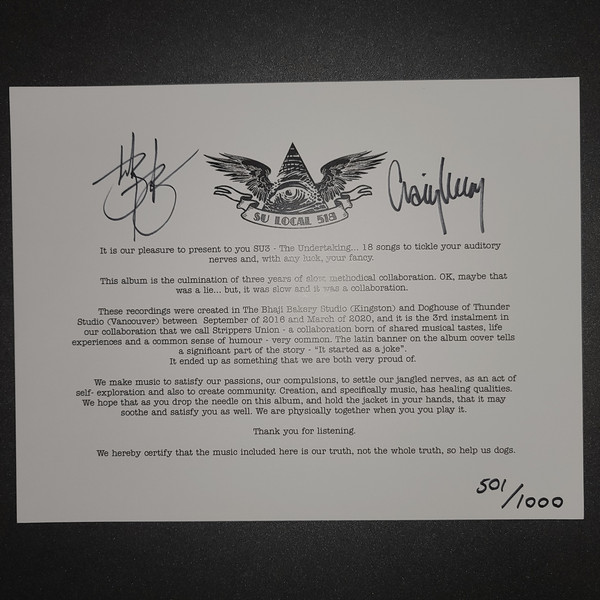 Craig
SU LOCAL 518
It is our pleasure to present to you SU3 - The Undertaking... 18 songs to tickle your auditory
nerves and, with any luck, your fancy.
This album is the culmination of three years of slow, methodical collaboration. OK, maybe that
was a lie... but, it was slow and it was a collaboration.
These recordings were created in The Bhaji Bakery Studio (Kingston) and Doghouse of Thunder
Studio (Vancouver) between September of 2016 and March of 2020, and it is the 3rd instalment in
our collaboration that we call Strippers Union - a collaboration born of shared musical tastes, life
experiences and a common sense of humour - very common. The latin banner on the album cover tells
a significant part of the story - "It started as a joke".
It ended up as something that we are both very proud of.
We make music to satisfy our passions, our compulsions, to settle our jangled nerves, as an act of
self- exploration and also to create community. Creation, and specifically music, has healing qualities.
We hope that as you drop the needle on this album, and hold the jacket in your hands, that it may
soothe and satisfy you as well. We are physically together when you you play it.
Thank you for listening.
We hereby certify that the music included here is our truth, not the whole truth, so help us dogs.
501/1000